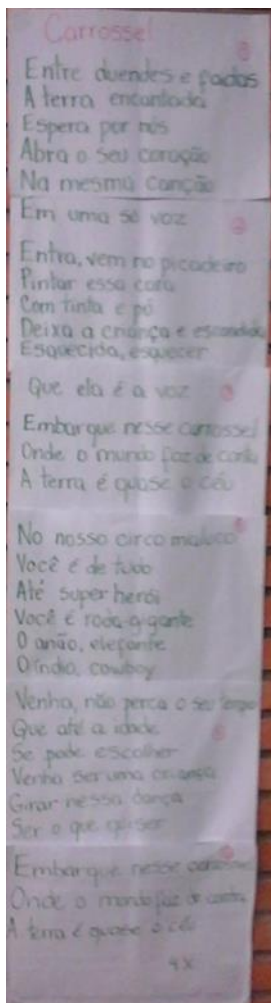 Carrossel
Entre duendes e fadas
A terra encantada
Espera por nós
Abra o seu coração
Na mesma canção
Em uma só voz
Entra, vem no picadeiro
Pintar essa cara
Com tinta e pó
Deixa a criança e escondida
Esquecida, esquecer
Que ela é a voz
Embarque nesse carrossel
Onde o mundo faz de conta
A terra é quase o céu
No nosso circo maluco
Você é de tudo
Até super herói
Você é roda-gigante
O anão, elefante
O índio, cowboy
Venha, não perca o seu tempo
Que até a idade
Se pode escolher
Venha ser uma criança
Girar nessa dança
Ser o que quiser
Embarque nesse carrossel
Onde o mundo faz de conta
A terra é quase o céu
4X